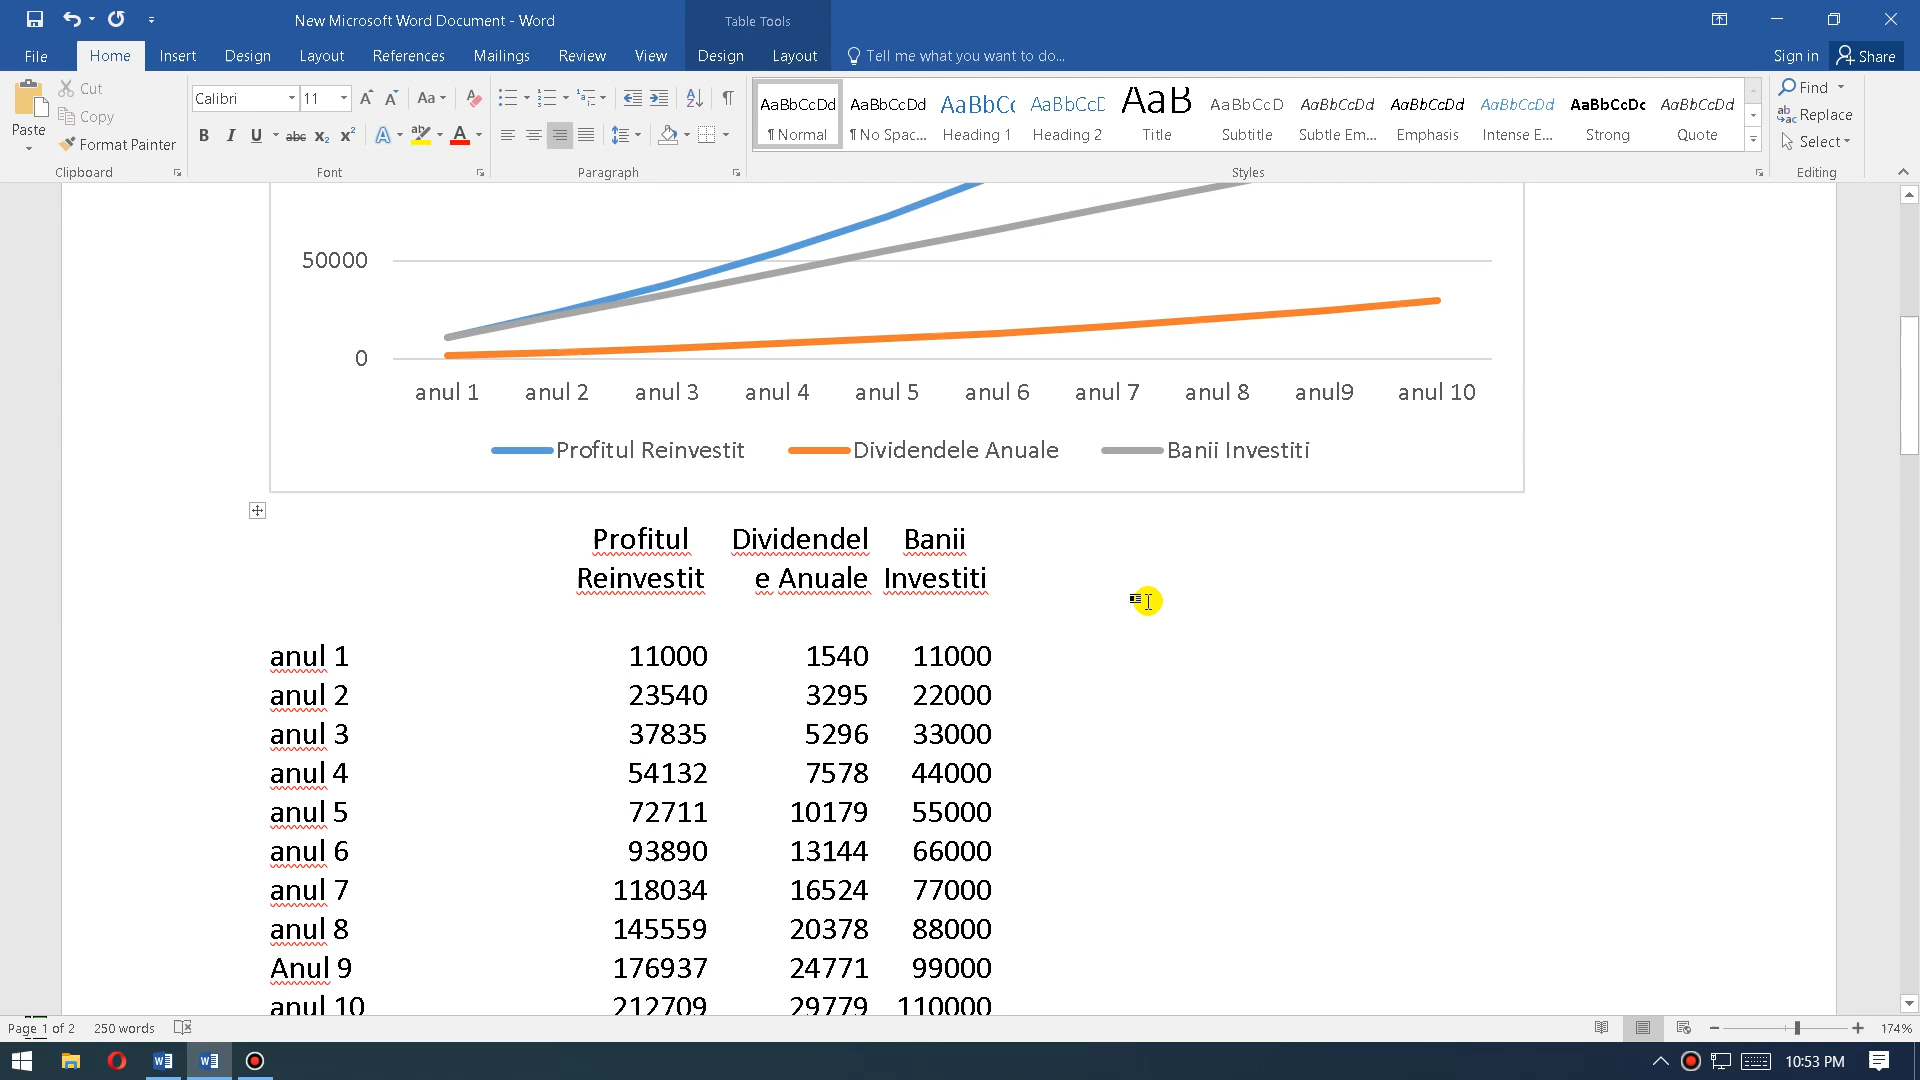 New Microsoft Word Document - Word
Table Tools
File
Home
Insert
Design
Layout
References
Mailings
Review
View
Design
Layout
Tell me what you want to do...
Sign in
Share
Paste
Cut
Copy
Format Painter
Clipboard
Calibri
11
Aa
B I U abc X2 X2 A ab A
Font
Paragraph
AaBbCcDd
¶ Normal
AaBbCcDd
¶ No Spac...
AaBbCc
Heading 1
AaBbCcC
Heading 2
AaB
Title
AaBbCcD
Subtitle
AaBbCcDd
Subtle Em...
AaBbCcDd
Emphasis
AaBbCcDd
Intense E...
AaBbCcDc
Strong
AaBbCcDd
Quote
Styles
Find
Replace
Select
Editing
50000
0
anul 1 anul 2 anul 3 anul 4 anul 5 anul 6 anul 7 anul 8 anul9 anul 10
Profitul Reinvestit Dividendele Anuale Banii Investiti
Profitul Dividendel Banii
Reinvestit e Anuale Investiti
anul 1 11000 1540 11000
anul 2 23540 3295 22000
anul 3 37835 5296 33000
anul 4 54132 7578 44000
anul 5 72711 10179 55000
anul 6 93890 13144 66000
anul 7 118034 16524 77000
anul 8 145559 20378 88000
Anul 9 176937 24771 99000
anul 10 212709 29779 110000
Page 1 of 2 250 words
174%
10:53 PM